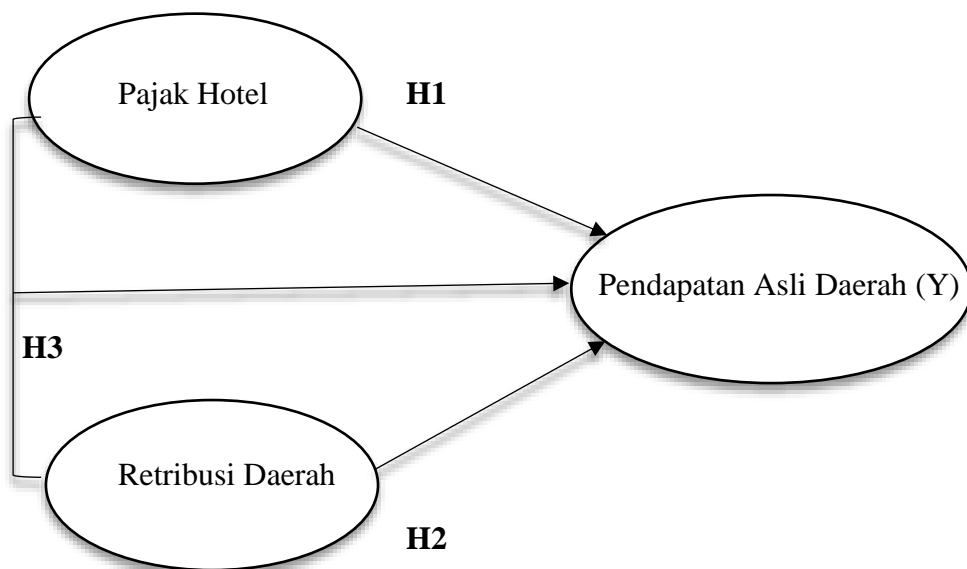 Pajak Hotel
H1
Pendapatan Asli Daerah (Y)
H3
Retribusi Daerah
H2